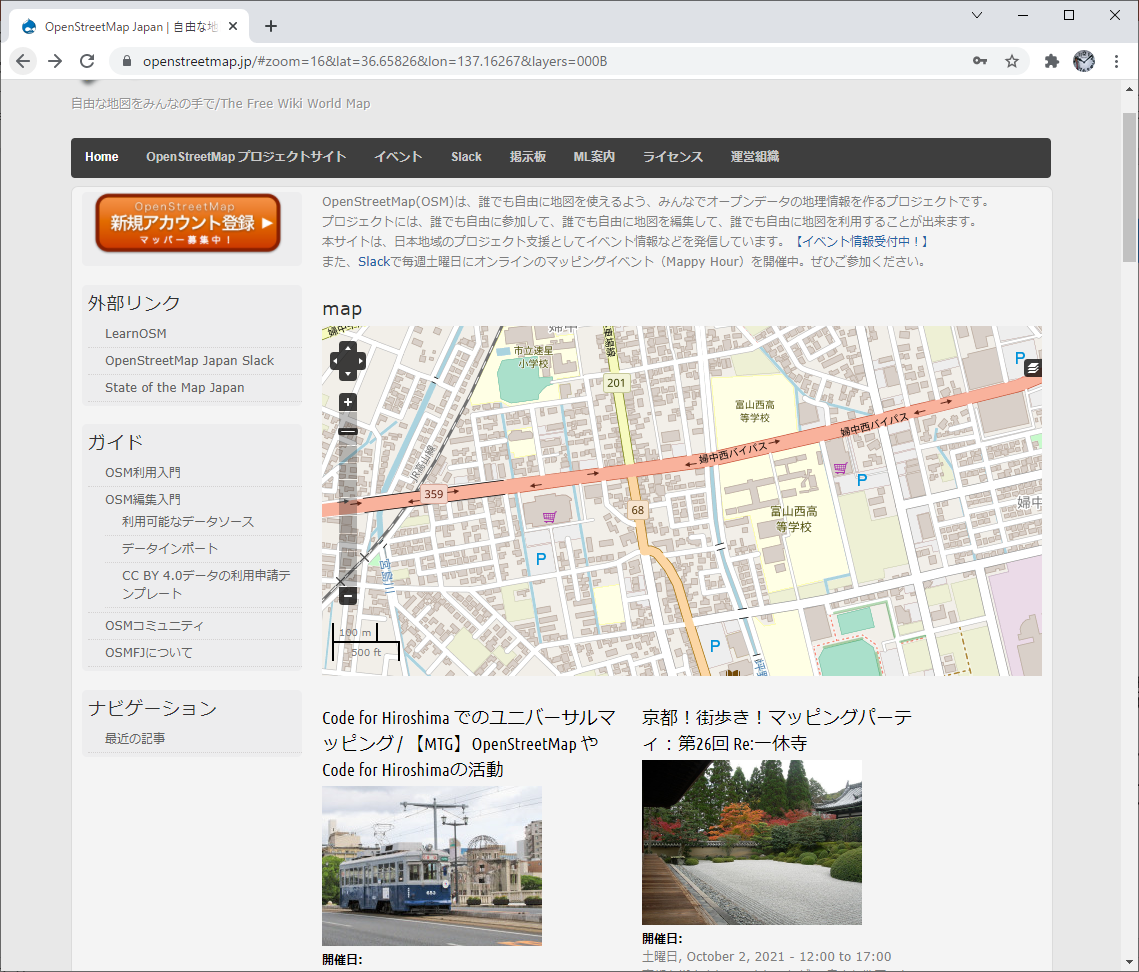 OpenStreetMap Japan | 自由な地
openstreetmap.jp/#zoom=16&lat=36.65826&lon=137.16267&layers=000B
自由な地図をみんなの手で/The Free Wiki World Map
Home OpenStreetMap プロジェクトサイト イベント Slack 掲示板 ML案内 ライセンス 運営組織
OpenStreetMap
新規アカウント登録
マッパー募集中！
OpenStreetMap(OSM)は、誰でも自由に地図を使えるよう、みんなでオープンデータの地理情報を作るプロジェクトです。
プロジェクトには、誰でも自由に参加して、誰でも自由に地図を編集して、誰でも自由に地図を利用することが出来ます。
本サイトは、日本地域のプロジェクト支援としてイベント情報などを発信しています。【イベント情報受付中！】
また、Slackで毎週土曜日にオンラインのマッピングイベント（Mappy Hour）を開催中。ぜひご参加ください。
外部リンク
LearnOSM
OpenStreetMap Japan Slack
State of the Map Japan
ガイド
OSM利用入門
OSM編集入門
利用可能なデータソース
データインポート
CC BY 4.0データの利用申請テ
ンプレート
OSMコミュニティ
OSMFJについて
ナビゲーション
最近の記事
map
市立速星
小学校
201
P
富山西高
等学校
婦中西バイパス
婦中西バイパス
JR高山線
359
P
68
富山西高
等学校
婦中
P
P
100 m
500 ft
Code for Hiroshima でのユニバーサルマ
ッピング / 【MTG】OpenStreetMap や
Code for Hiroshimaの活動
653
開催日:
京都！街歩き！マッピングパーテ
ィ：第26回 Re:一休寺
開催日:
土曜日, October 2, 2021 - 12:00 to 17:00